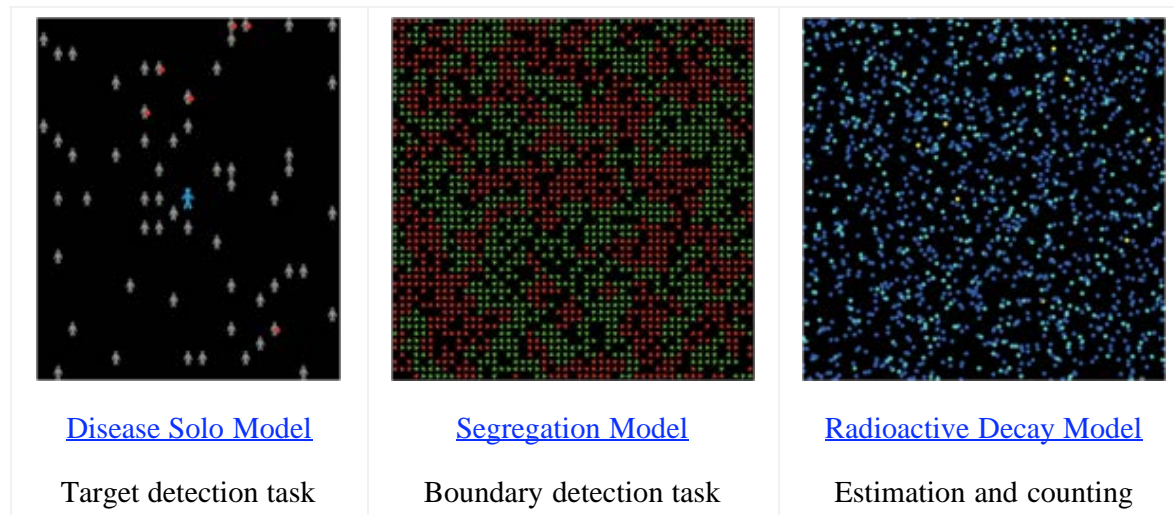 Disease Solo Model
Segregation Model
Radioactive Decay Model
Target detection task
Boundary detection task
Estimation and counting